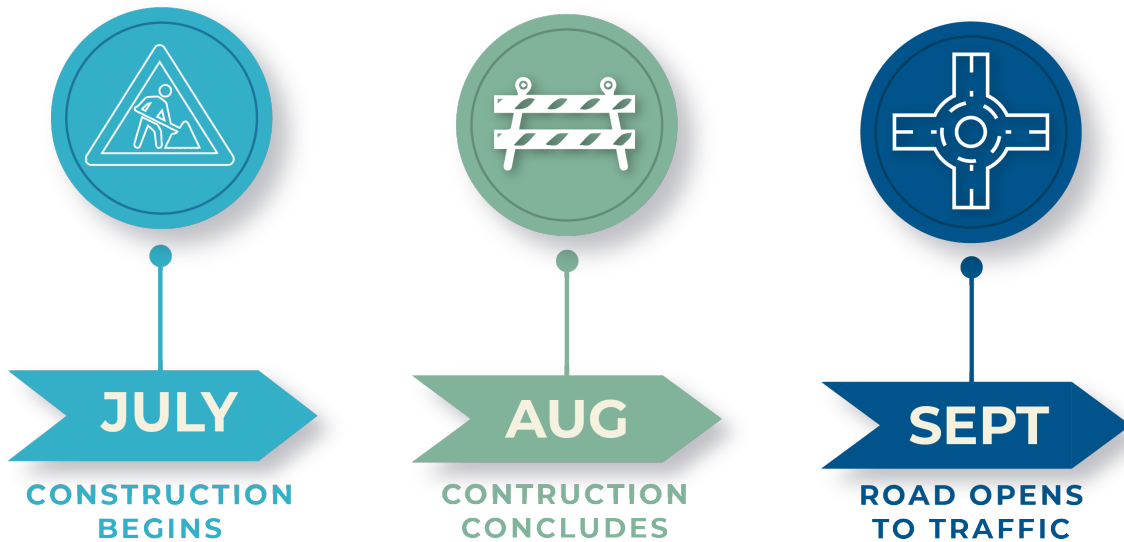 JULY
CONSTRUCTION
BEGINS
AUG
CONTRUCTION
CONCLUDES
SEPT
ROAD OPENS
TO TRAFFIC